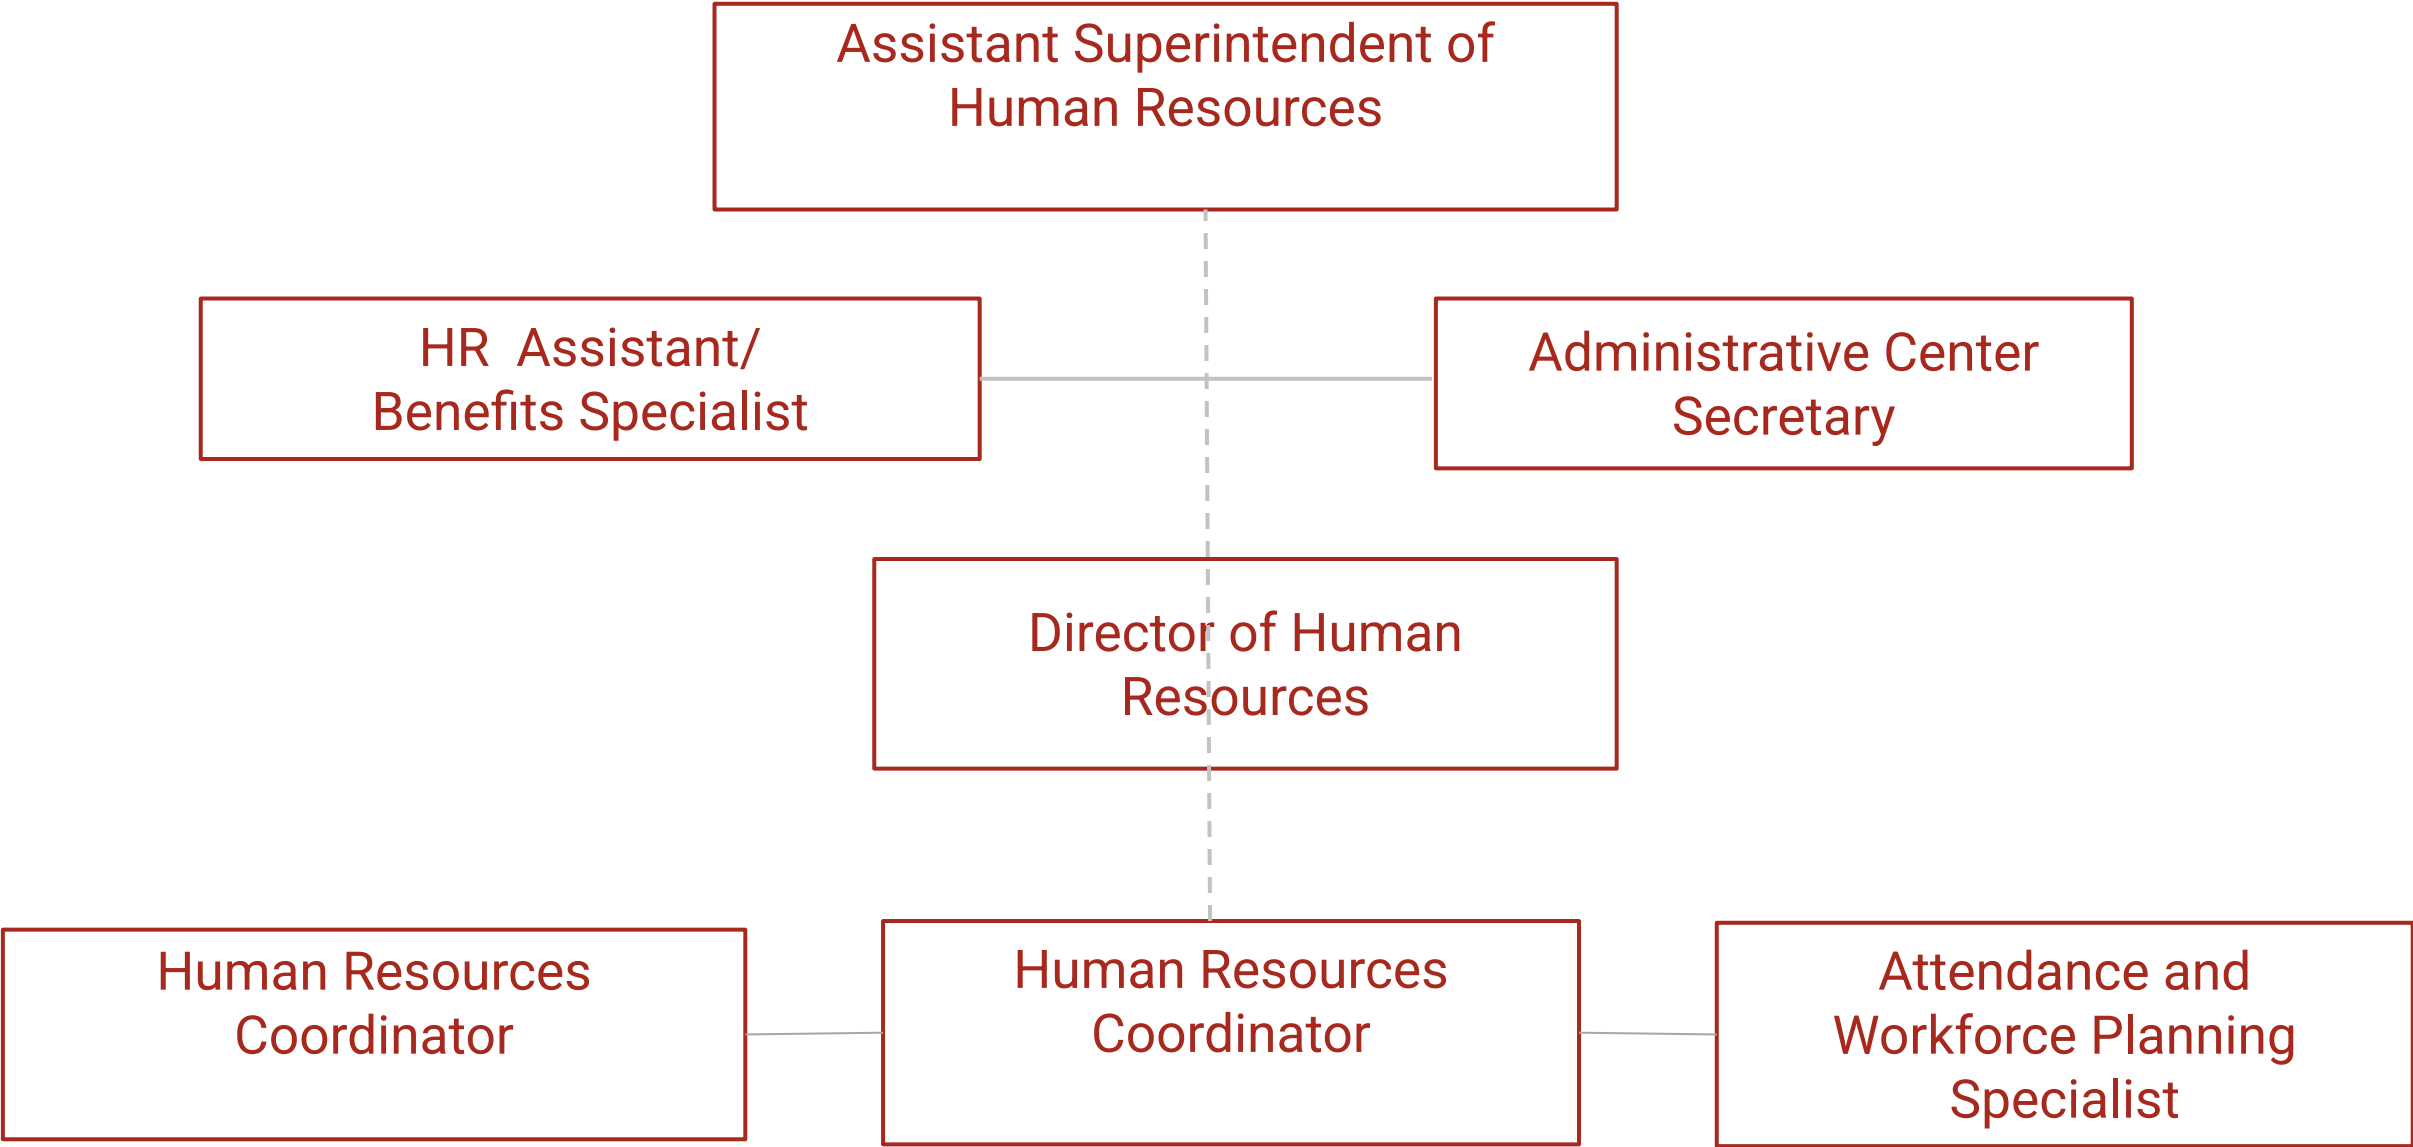 Assistant Superintendent of
Human Resources
HR  Assistant/
Benefits Specialist
Administrative Center
Secretary
Director of Human
Resources
Human Resources
Coordinator
Human Resources
Coordinator
Attendance and
Workforce Planning
Specialist